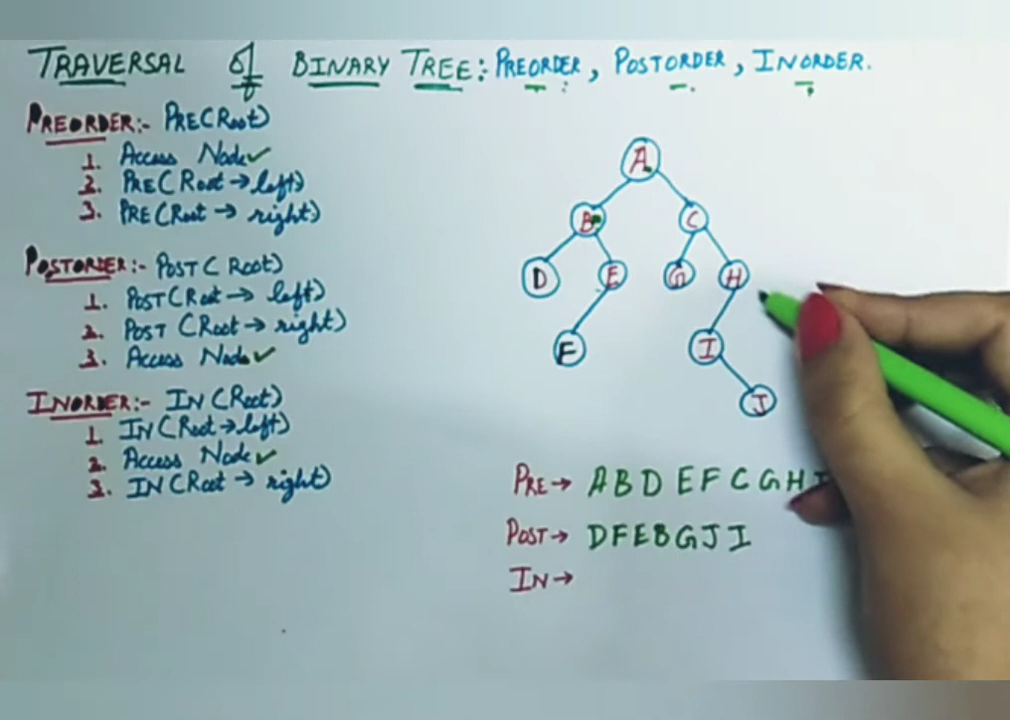 TRAVERSAL of BINARY TREE: PREORDER, POSTORDER, INORDER.
PREORDER:- PRE(Root)
1. Access Node✓
2. PRE(Root→left)
3. PRE(Root→right)
POSTORDER:- POST(Root)
1. POST(Root→left)
2. POST(Root→right)
3. Access Node✓
INORDER:- IN(Root)
1. IN(Root→left)
2. Access Node✓
3. IN(Root→right)
A
B C
D E G H
F I
J
PRE→ A B D E F C G H I
POST→ D F E B G J I
IN→